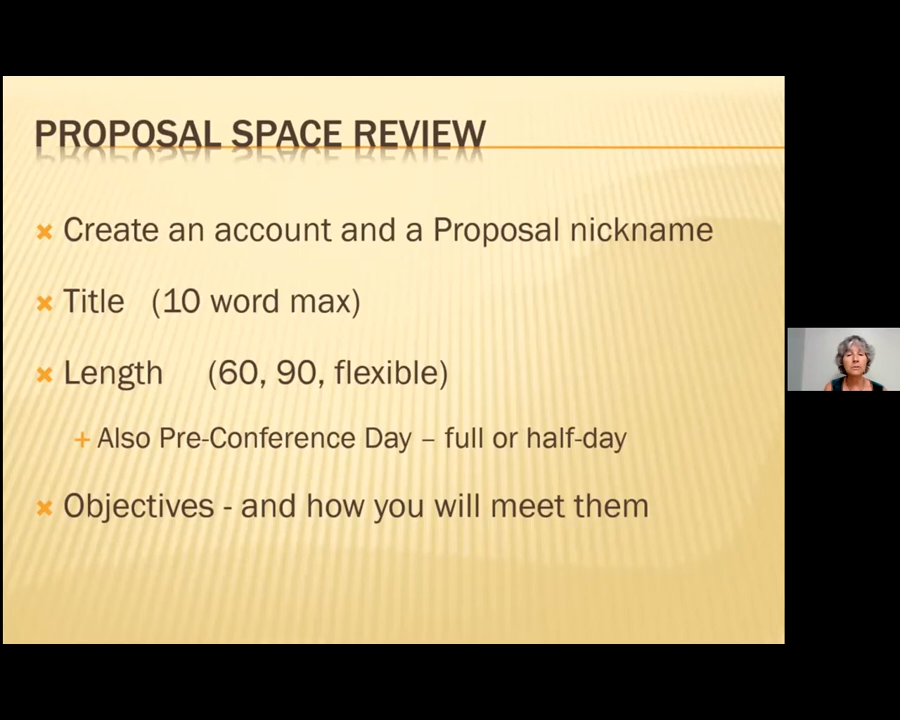 PROPOSAL SPACE REVIEW
Create an account and a Proposal nickname
Title (10 word max)
Length (60, 90, flexible)
Also Pre-Conference Day – full or half-day
Objectives - and how you will meet them